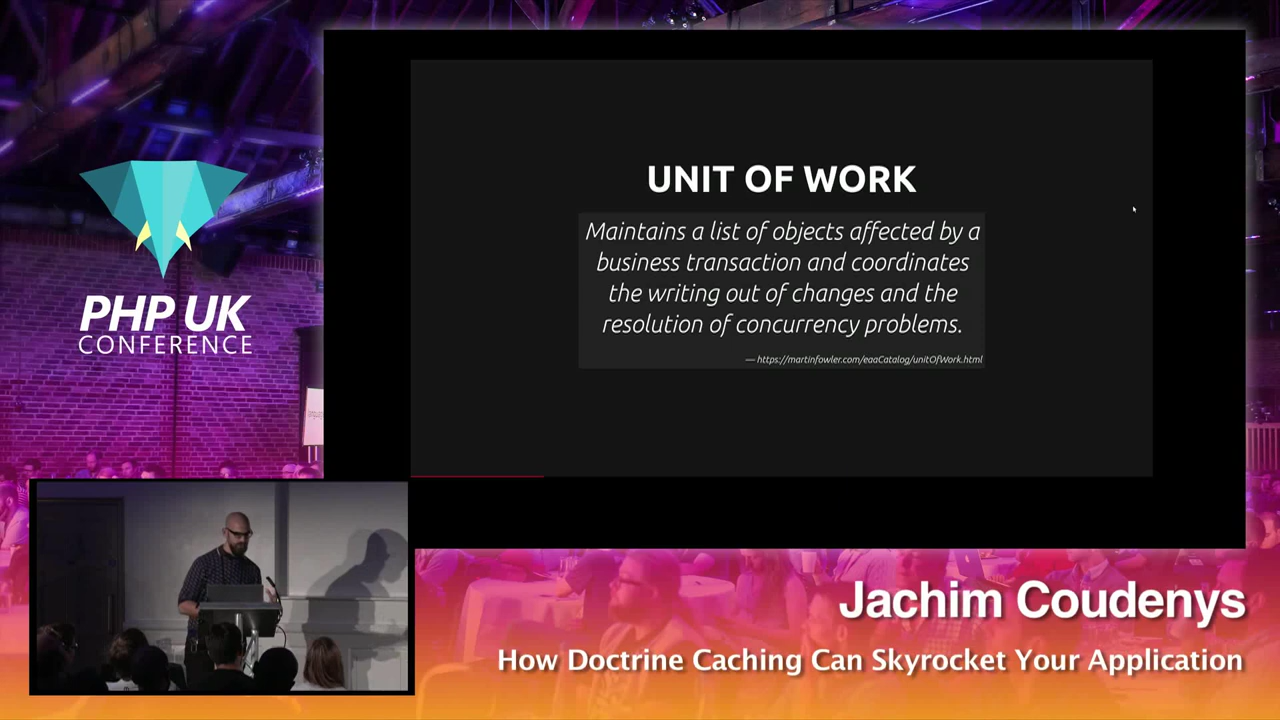 UNIT OF WORK
Maintains a list of objects affected by a
business transaction and coordinates
the writing out of changes and the
resolution of concurrency problems.
— https://martinfowler.com/eaaCatalog/unitOfWork.html
PHP UK
CONFERENCE
Jachim Coudenys
How Doctrine Caching Can Skyrocket Your Application